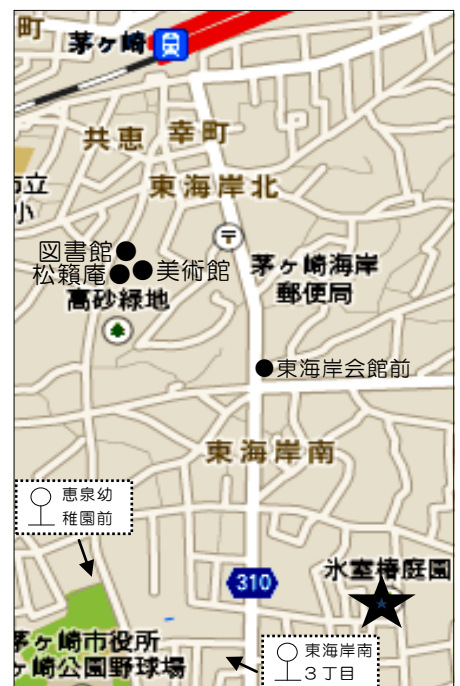 町
茅ヶ崎
共恵
幸町
東海岸北
市立
小
〒
図書館
松籟庵
美術館
茅ヶ崎海岸
郵便局
高砂緑地
東海岸会館前
東海岸南
恵泉幼
稚園前
310
氷室椿庭園
茅ヶ崎市役所
ヶ崎公園野球場
東海岸南
3丁目